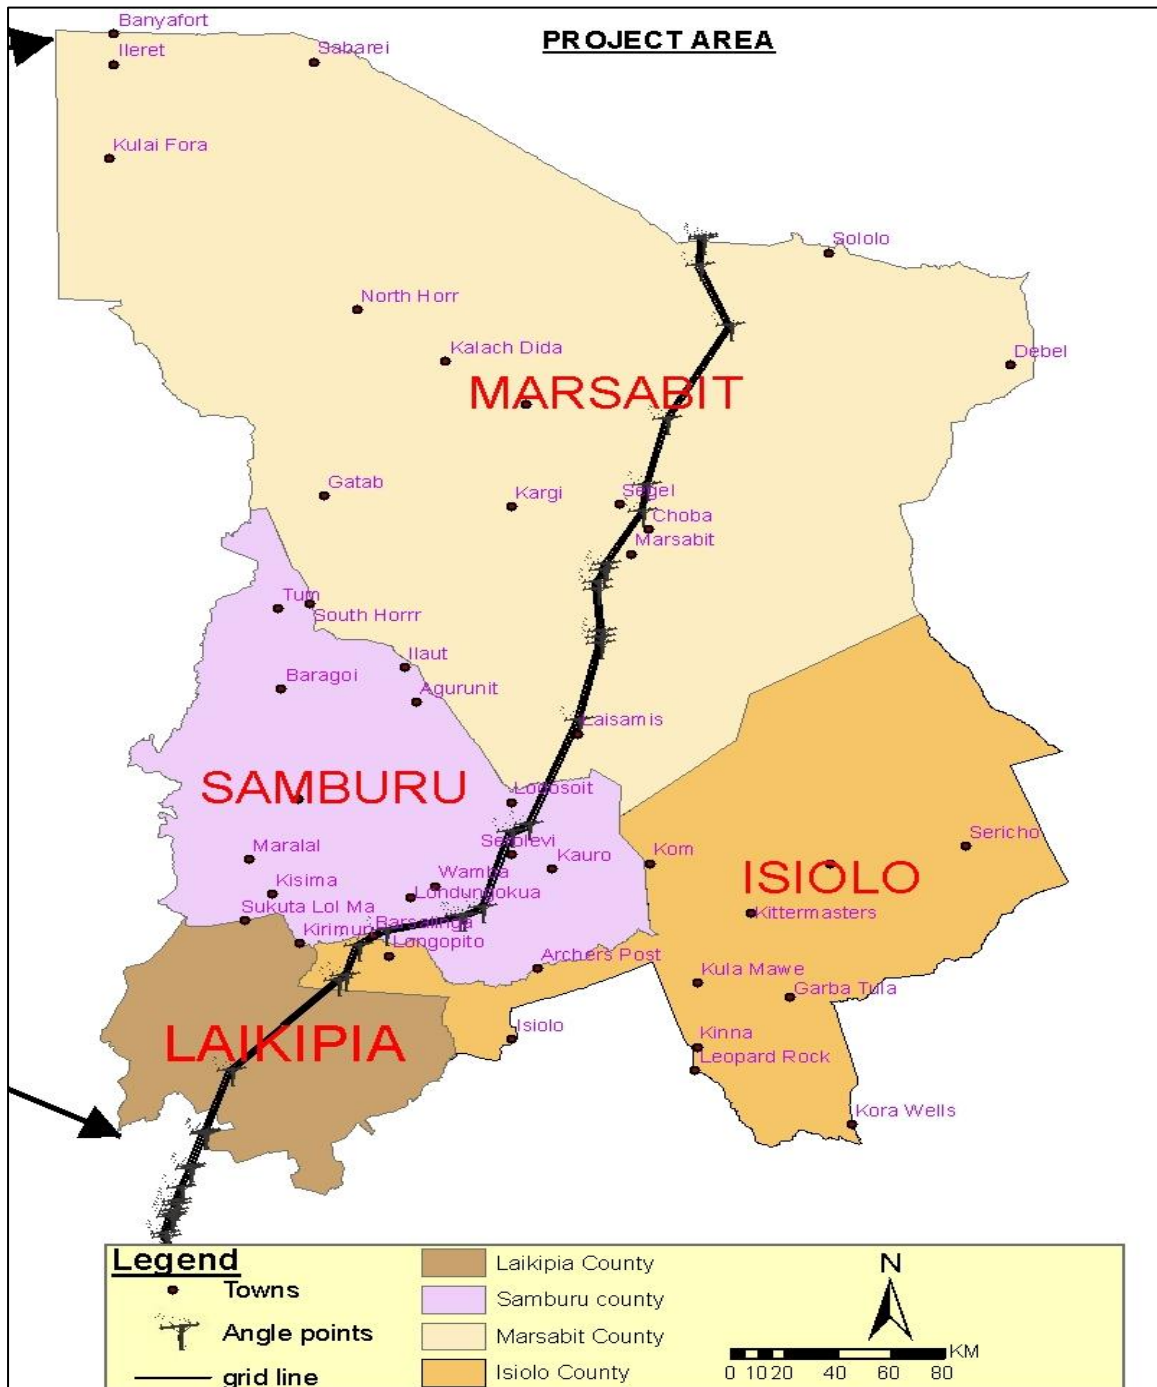 PROJECT AREA
Banyafort
Ileret
Sabarei
Kulai Fora
Sololo
North Horr
Kalach Dida
Debel
MARSABIT
Gatab
Kargi
Segel
Choba
Marsabit
Tum
South Horrr
Ilaut
Baragoi
Agurunit
Laisamis
SAMBURU
Lodosoit
Sericho
Maralal
Serolevi
Kauro
Kom
ISIOLO
Wamba
Kisima
Londungokua
Kittermasters
Sukuta Lol Ma
Kirimun
Barsalinga
Longopito
Archers Post
Kula Mawe
Garba Tula
LAIKIPIA
Isiolo
Kinna
Leopard Rock
Kora Wells
Legend
Towns
Angle points
grid line
Laikipia County
Samburu county
Marsabit County
Isiolo County
N
KM
0 10 20 40 60 80